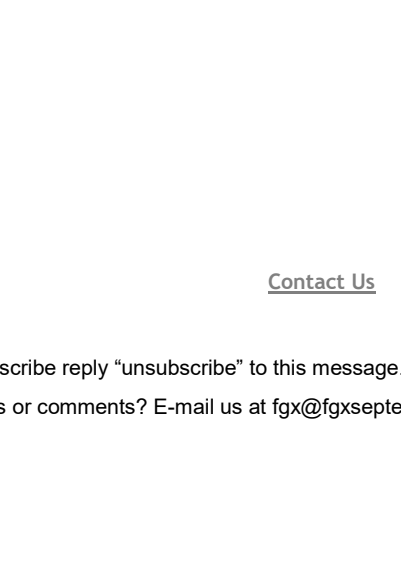 Contact Us
scribe reply “unsubscribe” to this message.
s or comments? E-mail us at fgx@fgxsepte